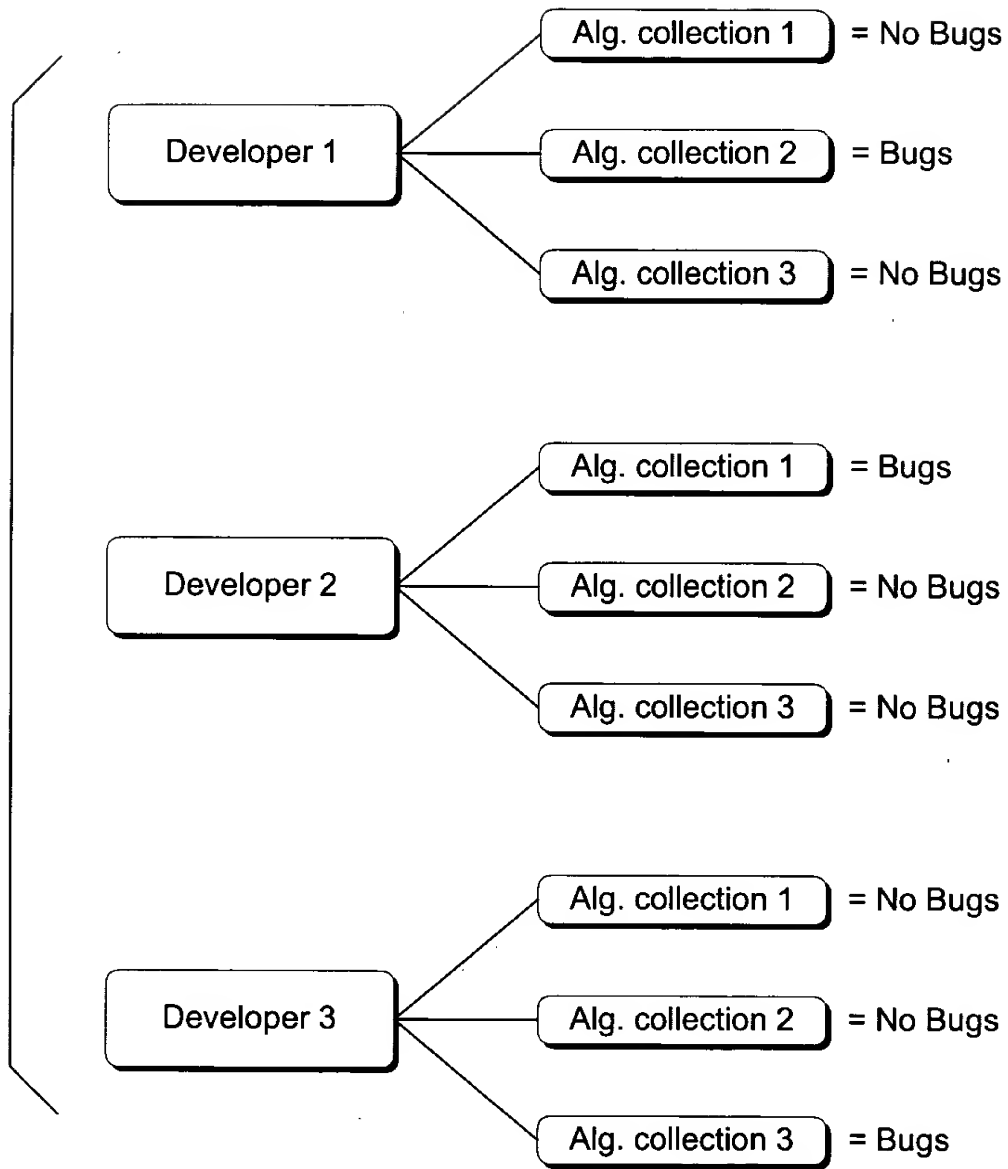 Alg. collection 1 = No Bugs
Developer 1
Alg. collection 2 = Bugs
Alg. collection 3 = No Bugs
Alg. collection 1 = Bugs
Developer 2
Alg. collection 2 = No Bugs
Alg. collection 3 = No Bugs
Alg. collection 1 = No Bugs
Developer 3
Alg. collection 2 = No Bugs
Alg. collection 3 = Bugs